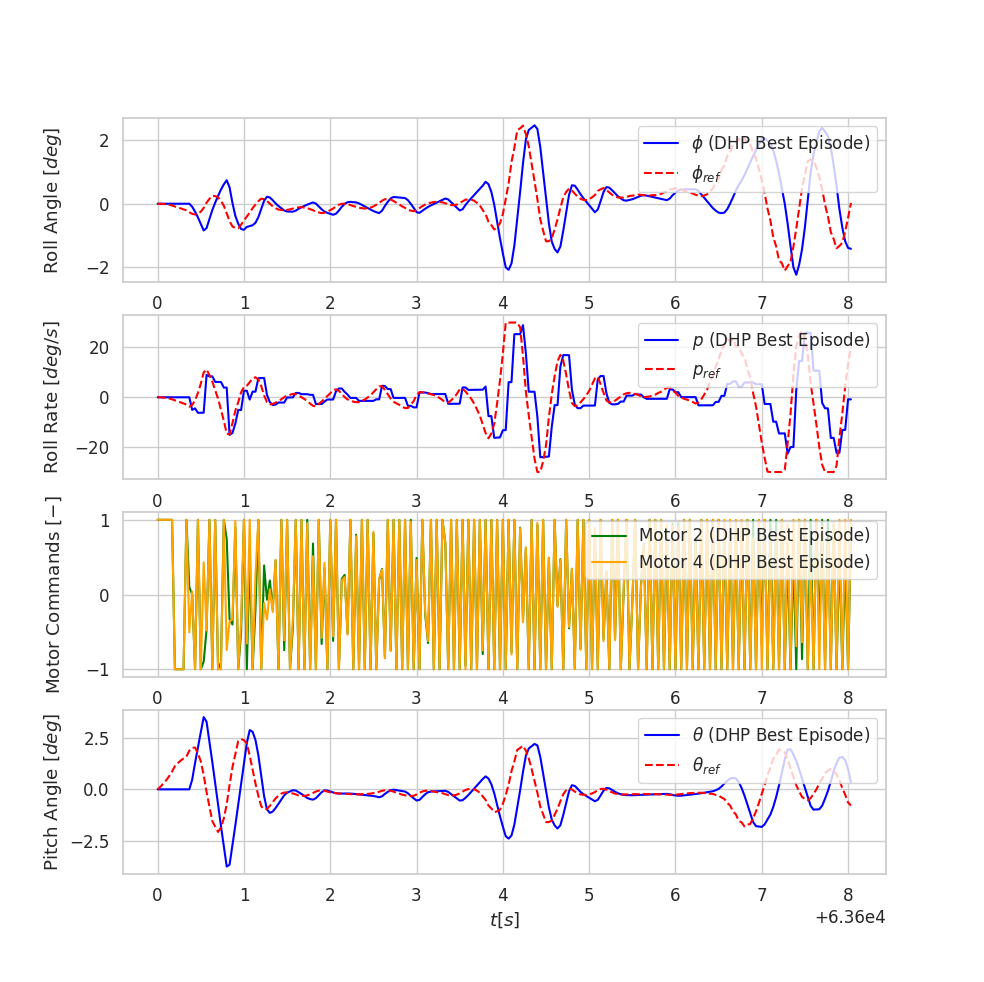 Roll Angle [deg]
2
0
−2
ϕ (DHP Best Episode)
ϕref
0 1 2 3 4 5 6 7 8
Roll Rate [deg/s]
20
0
−20
p (DHP Best Episode)
pref
0 1 2 3 4 5 6 7 8
Motor Commands [−]
1
0
−1
Motor 2 (DHP Best Episode)
Motor 4 (DHP Best Episode)
0 1 2 3 4 5 6 7 8
Pitch Angle [deg]
2.5
0.0
−2.5
θ (DHP Best Episode)
θref
0 1 2 3 4 5 6 7 8
t[s]
+6.36e4